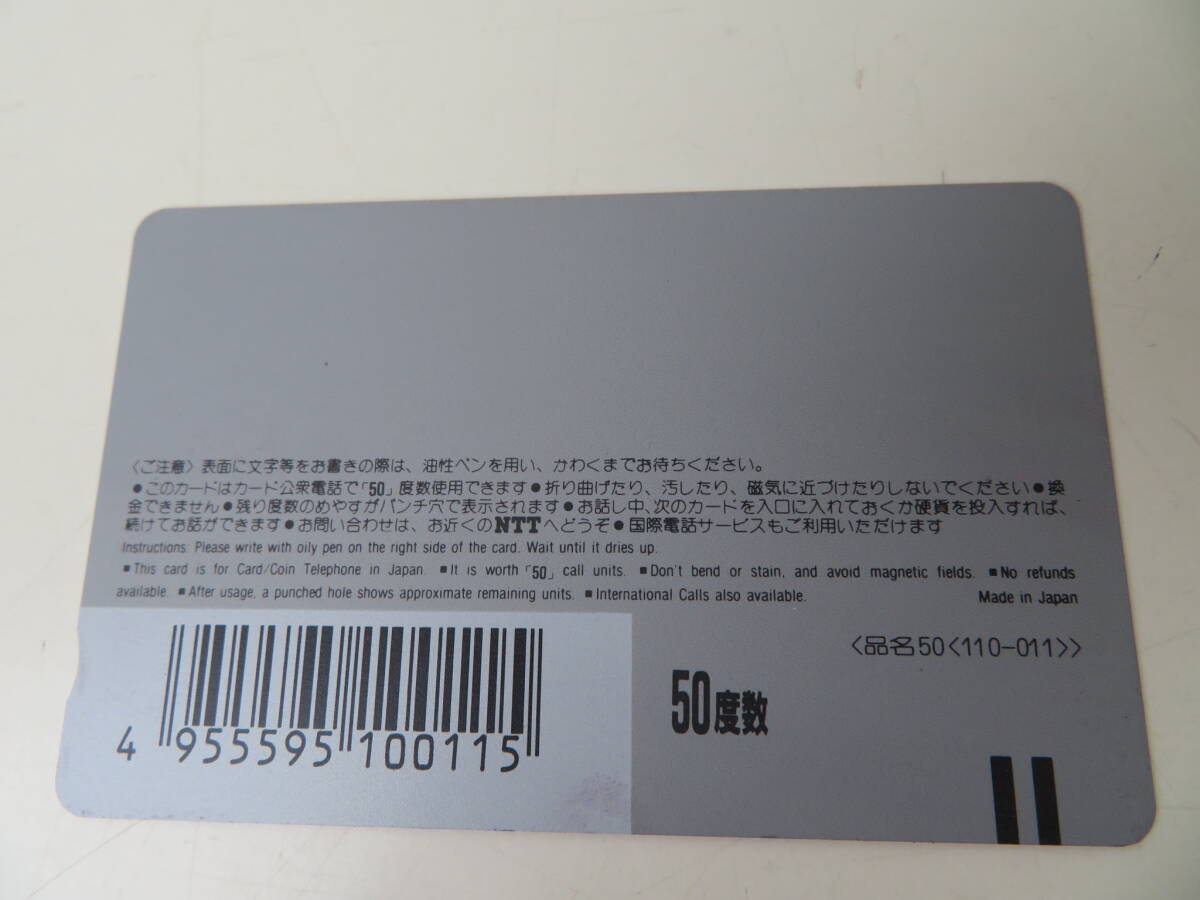 〈ご注意〉表面に文字等をお書きの際は、油性ペンを用い、かわくまでお待ちください。
●このカードはカード公衆電話で「50」度数使用できます●折り曲げたり、汚したり、磁気に近づけたりしないでください●換
金できません●残り度数のめやすがパンチ穴で表示されます●お話し中、次のカードを入口に入れておくか硬貨を投入すれば、
続けてお話ができます●お問い合わせは、お近くのNTTへどうぞ●国際電話サービスもご利用いただけます
Instructions: Please write with oily pen on the right side of the card. Wait until it dries up.
■This card is for Card/Coin Telephone in Japan. ■It is worth「50」call units. ■Don't bend or stain, and avoid magnetic fields. ■No refunds
available. ■After usage, a punched hole shows approximate remaining units. ■International Calls also available. Made in Japan
〈品名50〈110-011〉〉
50度数
4 955595 100115